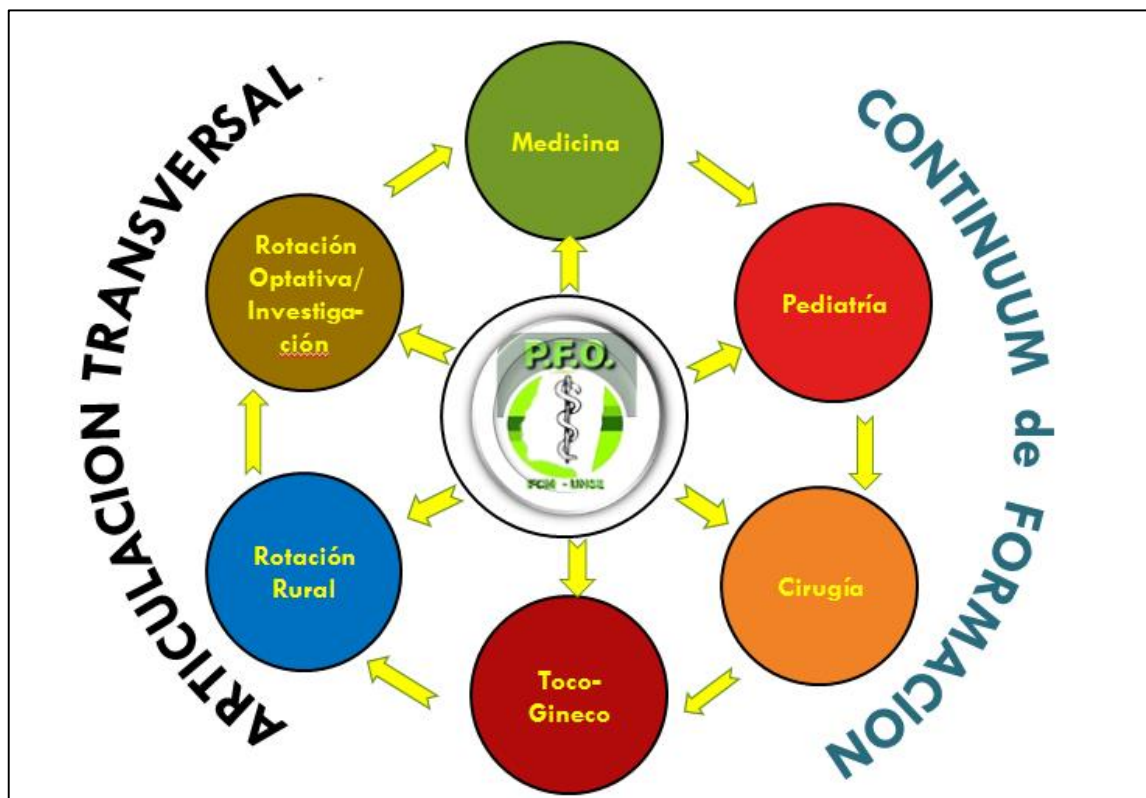 ARTICULACION TRANSVERSAL
CONTINUUM de FORMACION
Medicina
Pediatría
Cirugía
Toco-
Gineco
Rotación
Rural
Rotación
Optativa/
Investiga-
ción
P.F.O.
FCM - UNSE